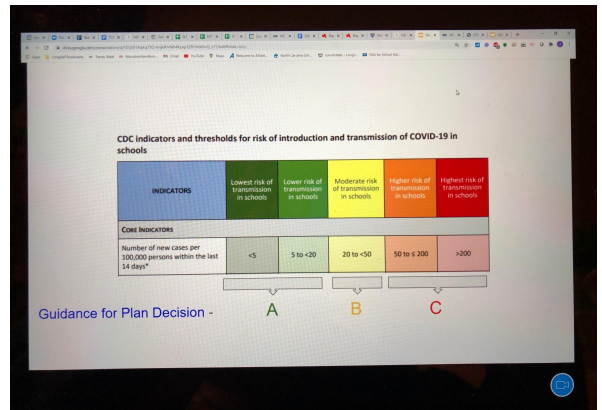 CDC indicators and thresholds for risk of introduction and transmission of COVID-19 in
schools
INDICATORS
Lowest risk of
transmission
in schools
Lower risk of
transmission
in schools
Moderate risk
of transmission
in schools
Higher risk of
transmission
in schools
Highest risk of
transmission
in schools
CORE INDICATORS
Number of new cases per
100,000 persons within the last
14 days*
<5
5 to <20
20 to <50
50 to ≤ 200
>200
Guidance for Plan Decision -
A
B
C